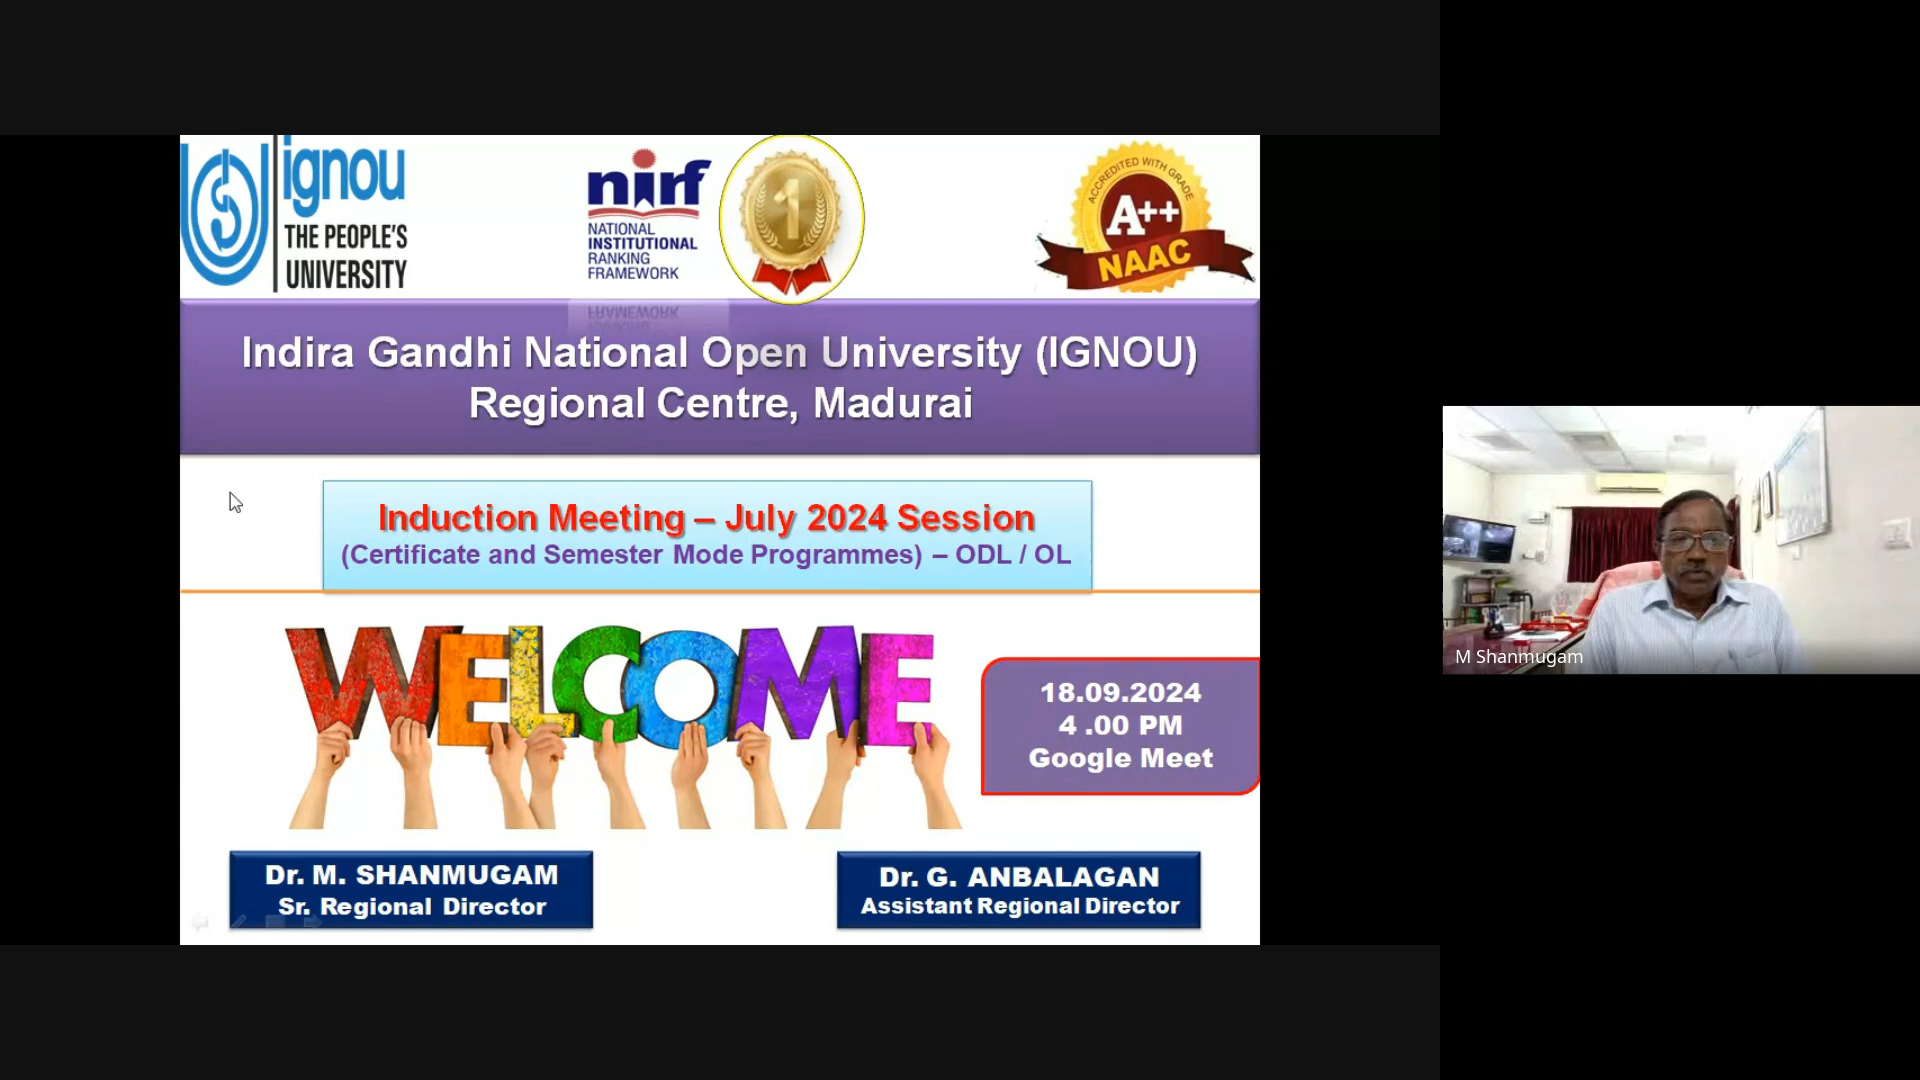 ignou
THE PEOPLE'S
UNIVERSITY
nirf
NATIONAL
INSTITUTIONAL
RANKING
FRAMEWORK
1
ACCREDITED WITH GRADE
A++
NAAC
Indira Gandhi National Open University (IGNOU)
Regional Centre, Madurai
Induction Meeting – July 2024 Session
(Certificate and Semester Mode Programmes) – ODL / OL
WELCOME
18.09.2024
4 .00 PM
Google Meet
Dr. M. SHANMUGAM
Sr. Regional Director
Dr. G. ANBALAGAN
Assistant Regional Director
M Shanmugam